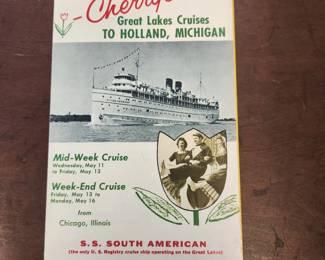 Cherry
Great Lakes Cruises
TO HOLLAND, MICHIGAN
Mid-Week Cruise
Wednesday, May 11
to Friday, May 13
Week-End Cruise
Friday, May 13 to
Monday, May 16
from
Chicago, Illinois
S.S. SOUTH AMERICAN
(the only U. S. Registry cruise ship operating on the Great Lakes)